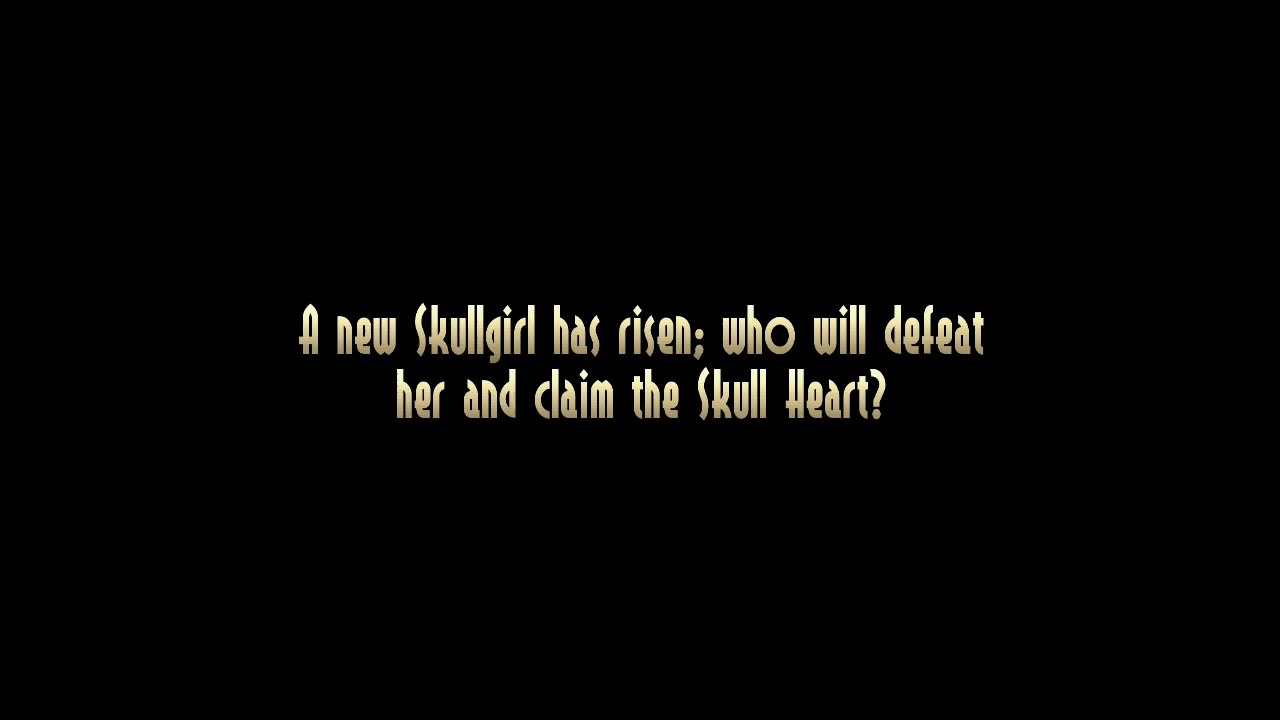 A new Skullgirl has risen; who will defeat
her and claim the Skull Heart?